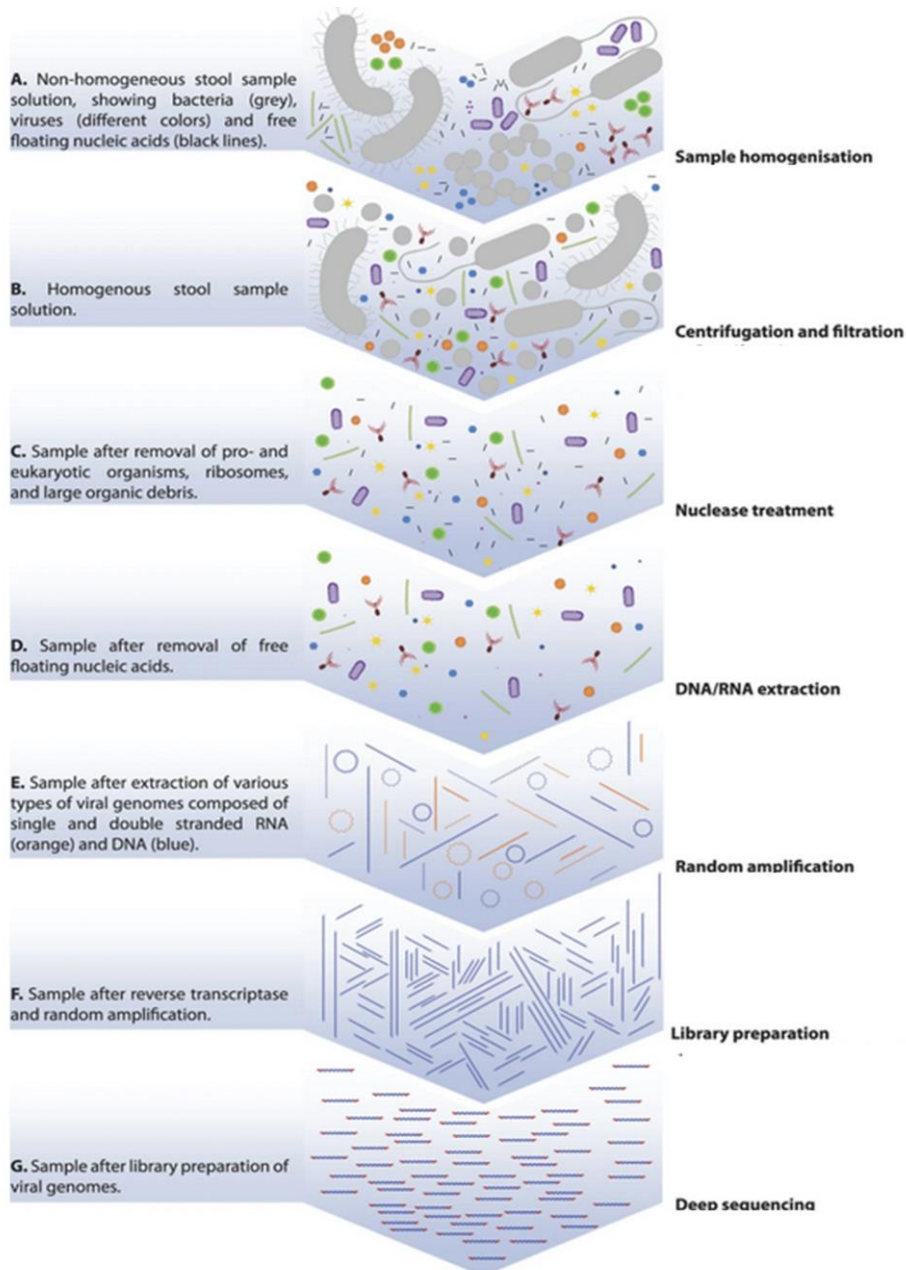 A. Non-homogeneous stool sample
solution, showing bacteria (grey),
viruses (different colors) and free
floating nucleic acids (black lines).
Sample homogenisation
B. Homogenous stool sample
solution.
Centrifugation and filtration
C. Sample after removal of pro- and
eukaryotic organisms, ribosomes,
and large organic debris.
Nuclease treatment
D. Sample after removal of free
floating nucleic acids.
DNA/RNA extraction
E. Sample after extraction of various
types of viral genomes composed of
single and double stranded RNA
(orange) and DNA (blue).
Random amplification
F. Sample after reverse transcriptase
and random amplification.
Library preparation
G. Sample after library preparation of
viral genomes.
Deep sequencing